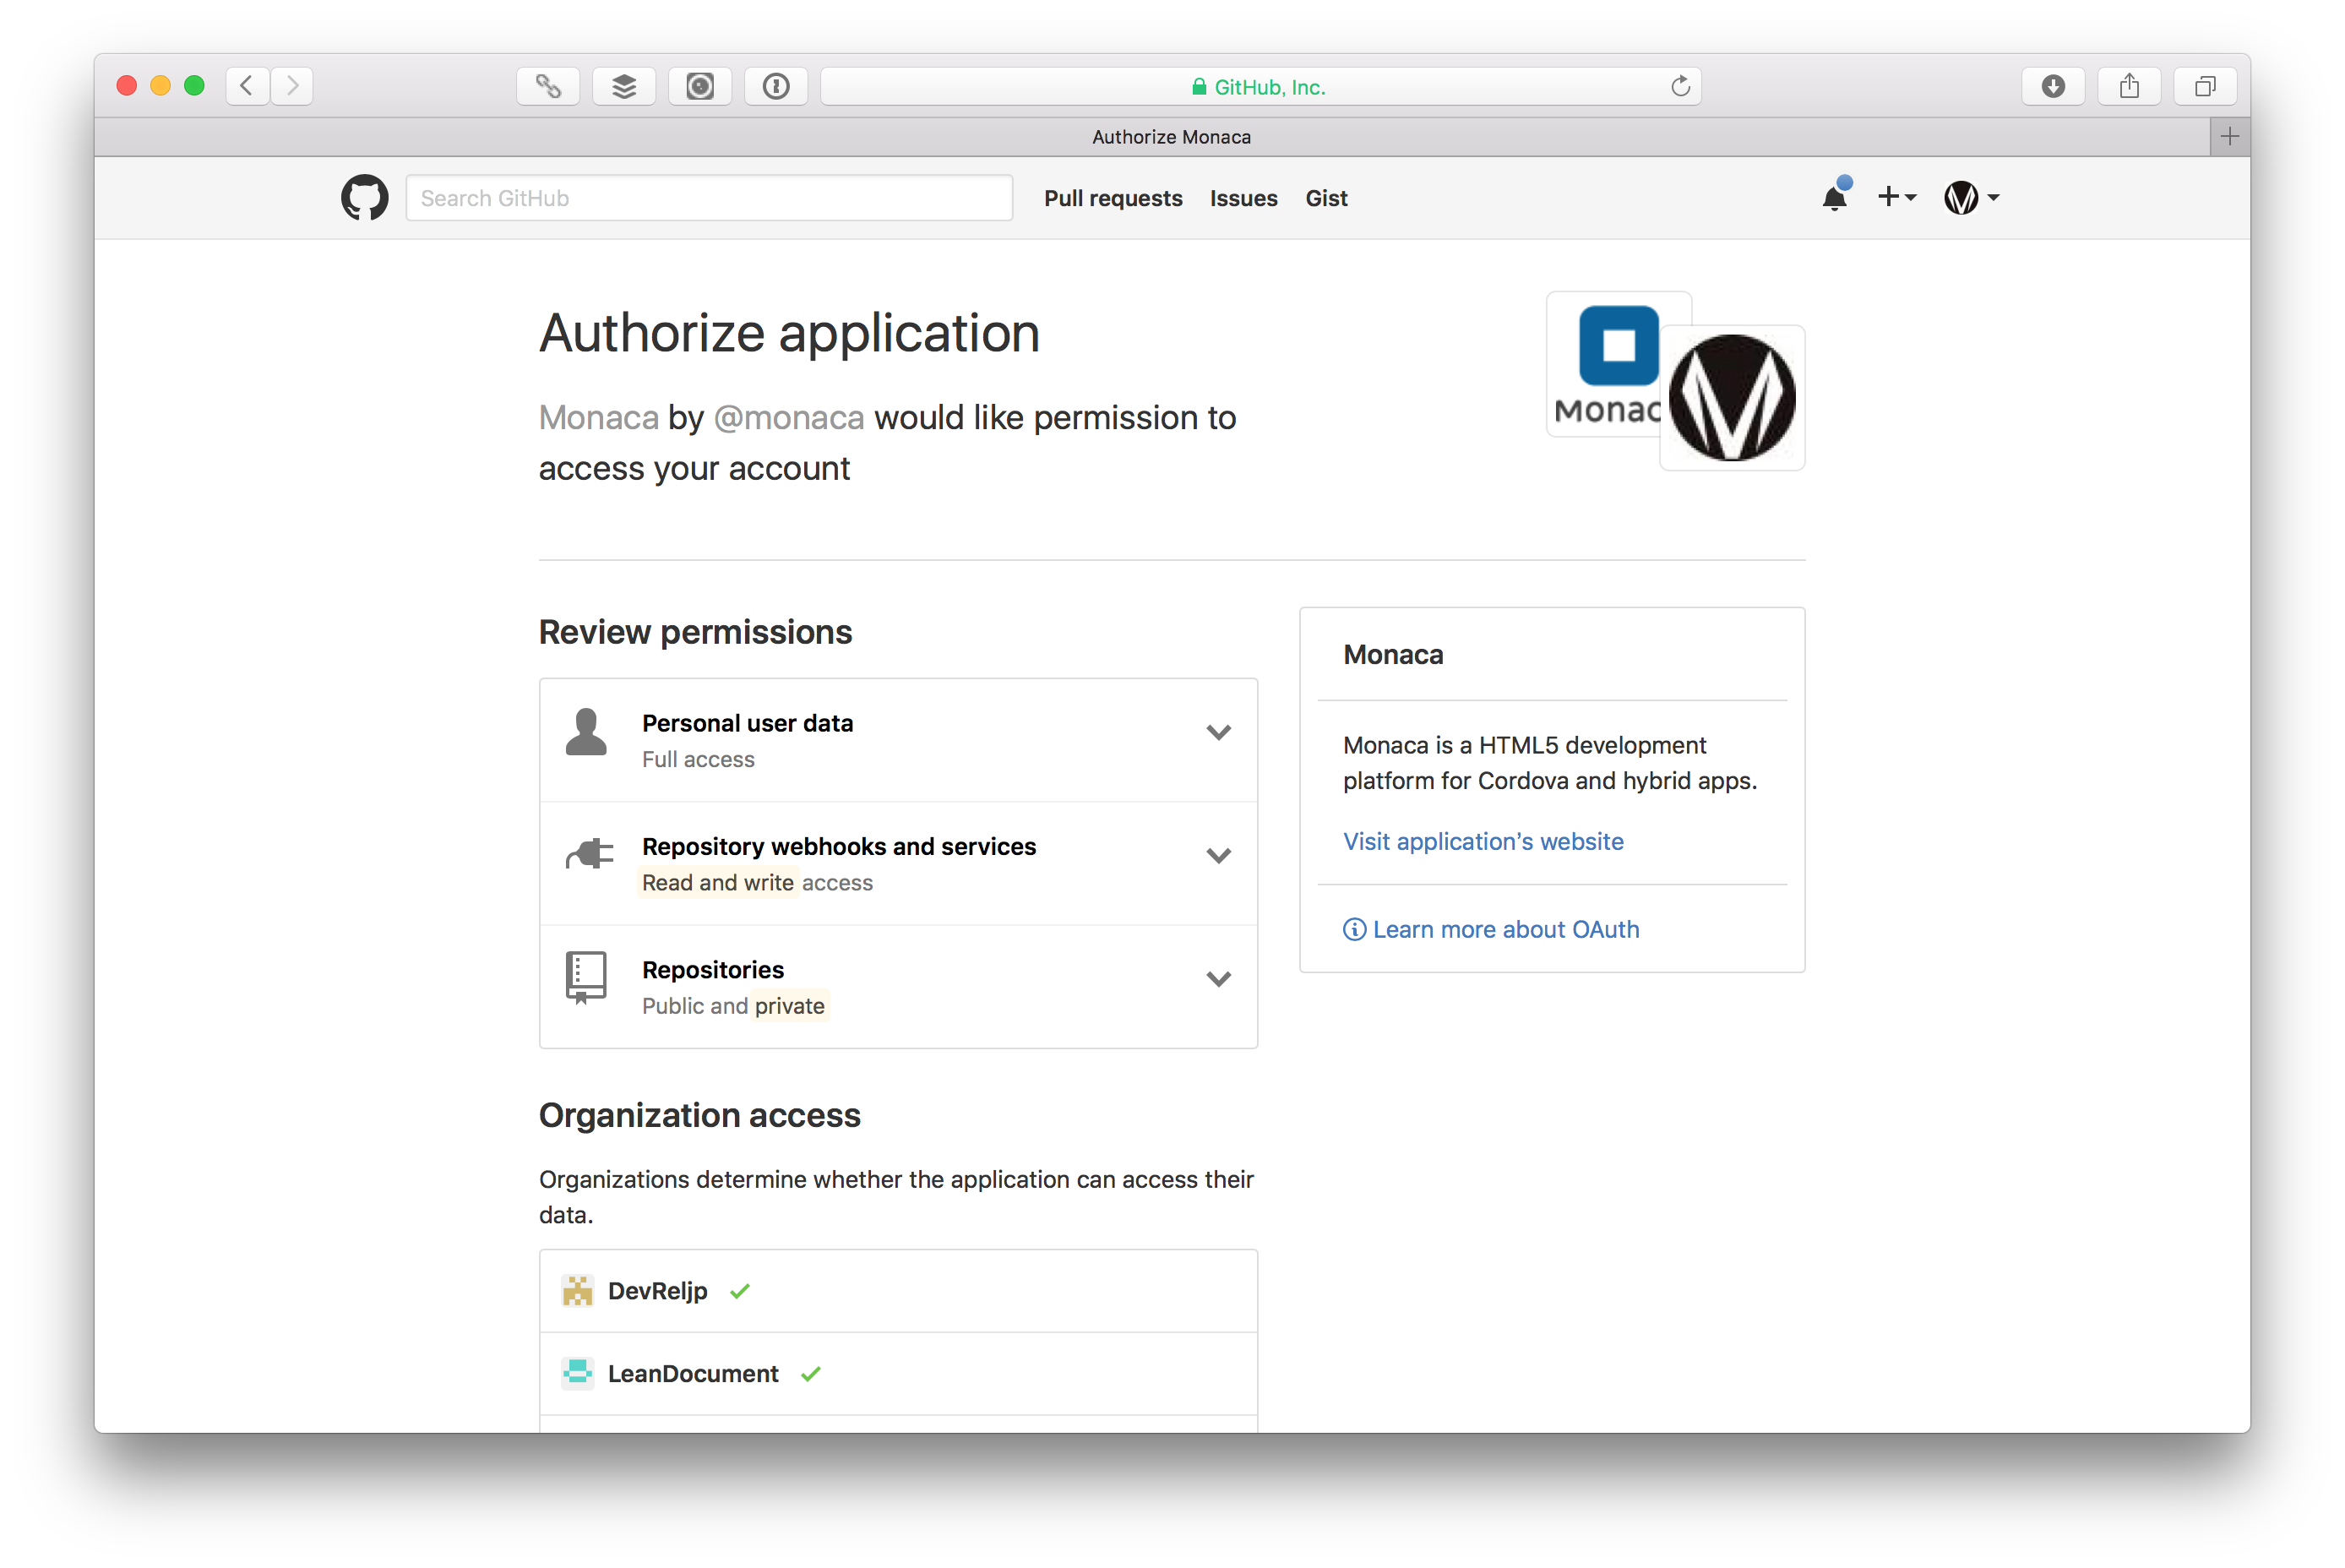 GitHub, Inc.
Authorize Monaca
Search GitHub
Pull requests Issues Gist
Authorize application
Monaca by @monaca would like permission to
access your account
Monac
Review permissions
Personal user data
Full access
Repository webhooks and services
Read and write access
Repositories
Public and private
Monaca
Monaca is a HTML5 development
platform for Cordova and hybrid apps.
Visit application’s website
Learn more about OAuth
Organization access
Organizations determine whether the application can access their
data.
DevReljp
LeanDocument